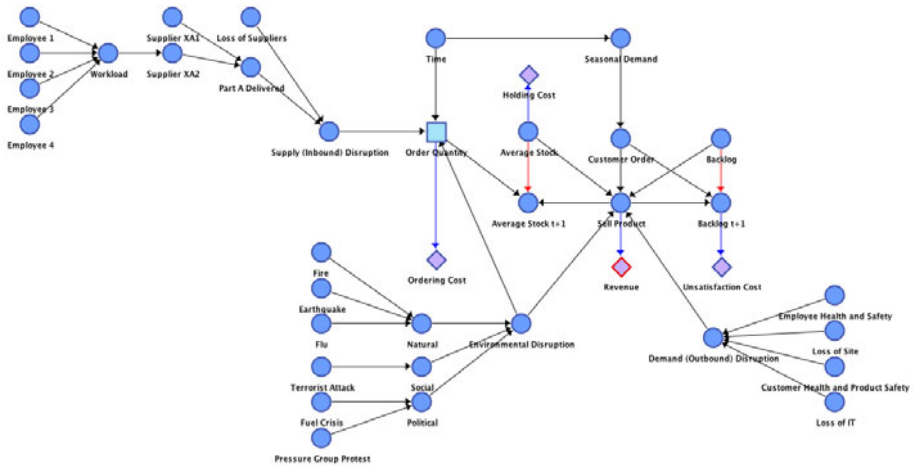 Employee 1
Supplier XA1
Loss of Suppliers
Time
Seasonal Demand
Employee 2
Workload
Supplier XA2
Part A Delivered
Holding Cost
Employee 3
Employee 4
Supply (Inbound) Disruption
Order Quantity
Average Stock
Customer Order
Backlog
Average Stock t+1
Sell Product
Backlog t+1
Fire
Ordering Cost
Revenue
Unsatisfaction Cost
Earthquake
Employee Health and Safety
Flu
Natural
Environmental Disruption
Loss of Site
Demand (Outbound) Disruption
Terrorist Attack
Social
Customer Health and Product Safety
Fuel Crisis
Political
Loss of IT
Pressure Group Protest